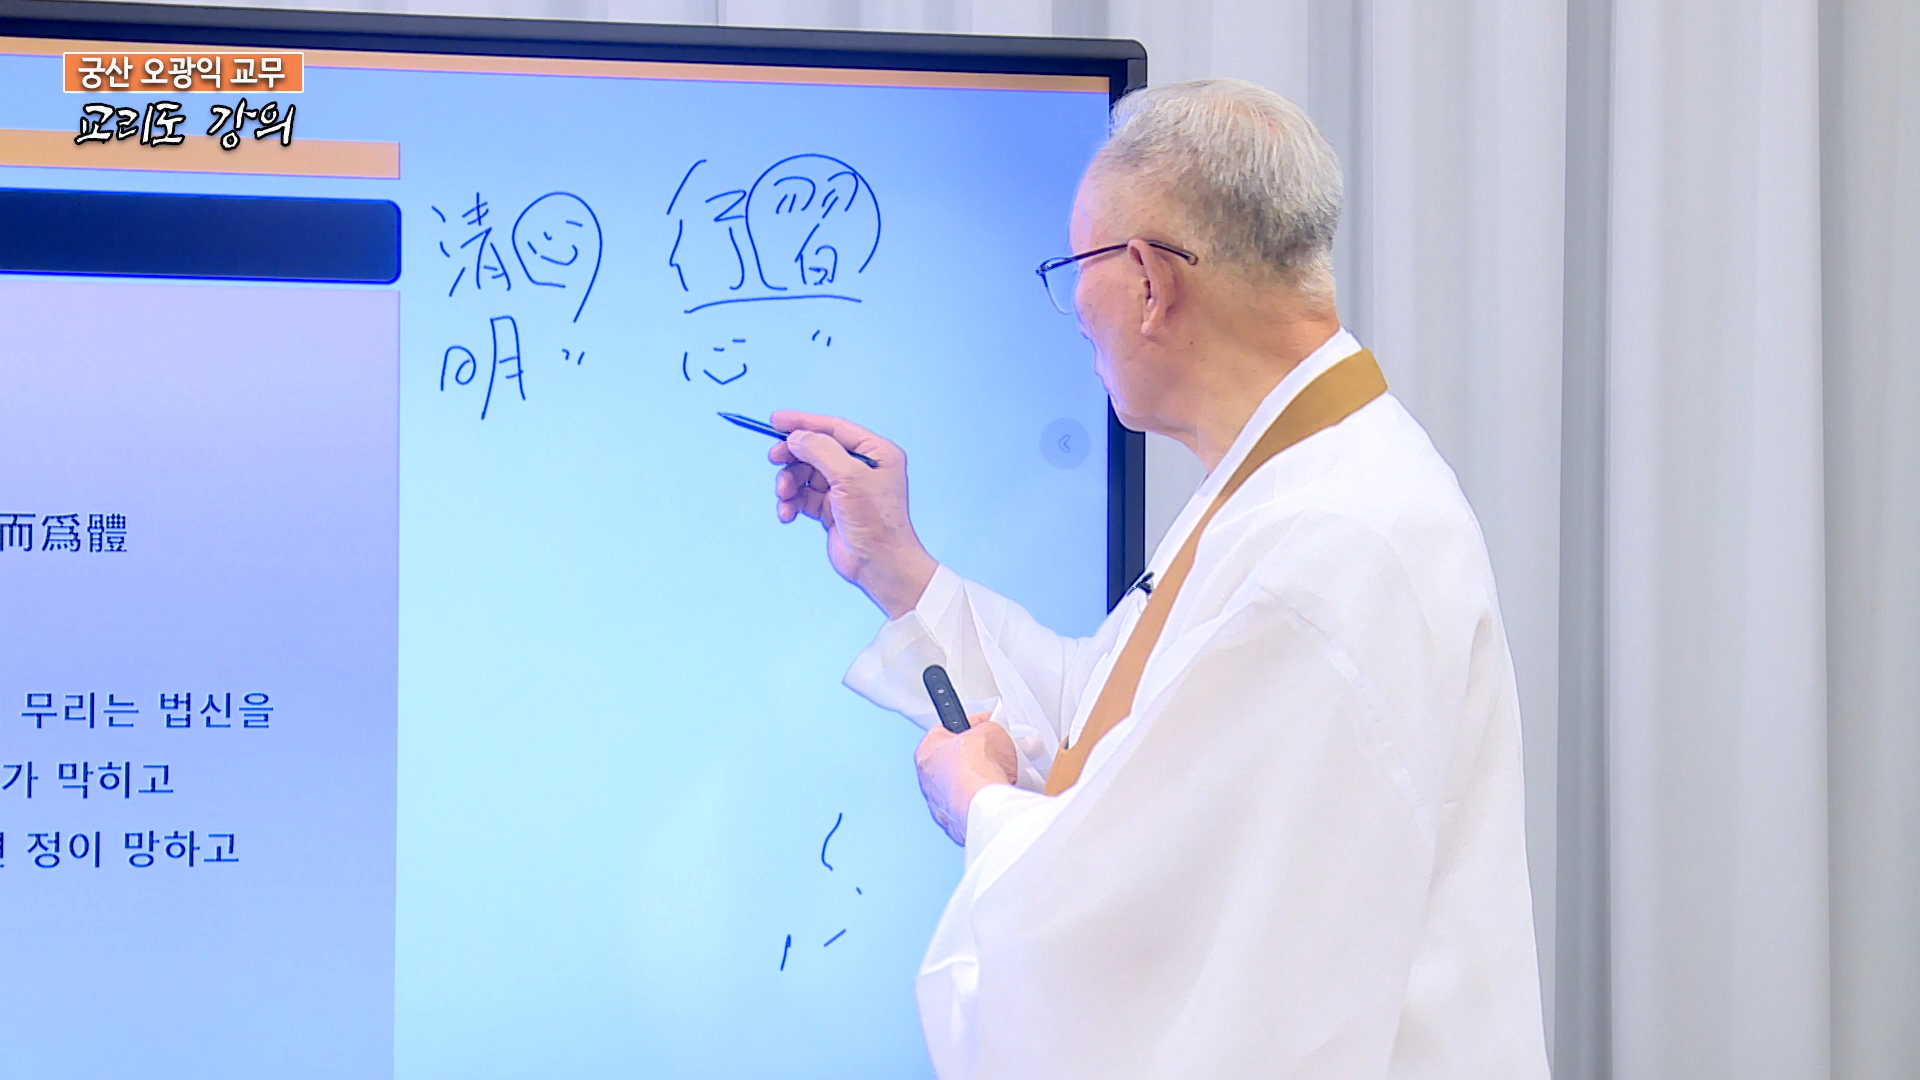 궁산 오광익 교무
교리도 강의
清心 行習
明 〃 心 〃
而爲體
무리는 법신을
가 막히고
정이 망하고